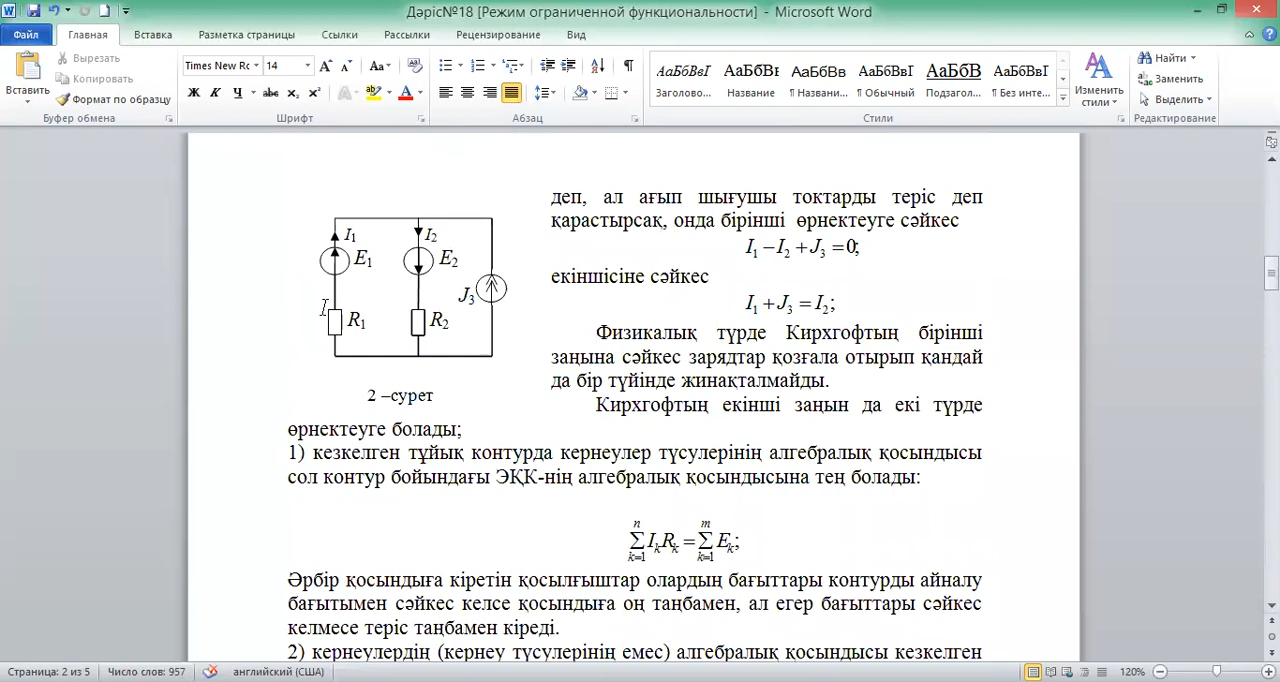 Дәріс№18 [Режим ограниченной функциональности] - Microsoft Word
Файл Главная Вставка Разметка страницы Ссылки Рассылки Рецензирование Вид
Вставить
Вырезать
Копировать
Формат по образцу
Буфер обмена
Times New Rc 14
Ж К Ч abc x₂ x²
Шрифт
Абзац
АаБбВвІ АаБбВı АаБбВв АаБбВвІ АаБбВ АаБбВвІ
Заголово... Название ¶ Названи... ¶ Обычный Подзагол... ¶ Без инте...
Стили
Изменить
стили
Найти
Заменить
Выделить
Редактирование
I1 I2
E1 E2
J3
R1 R2
2 –сурет
деп, ал ағып шығушы токтарды теріс деп
қарастырсақ, онда бірінші өрнектеуге сәйкес
I₁ − I₂ + J₃ = 0;
екіншісіне сәйкес
I₁ + J₃ = I₂;
Физикалық түрде Кирхгофтың бірінші
заңына сәйкес зарядтар қозғала отырып қандай
да бір түйінде жинақталмайды.
Кирхгофтың екінші заңын да екі түрде
өрнектеуге болады;
1) кезкелген тұйық контурда кернеулер түсулерінің алгебралық қосындысы
сол контур бойындағы ЭҚК-нің алгебралық қосындысына тең болады:
n m
∑ IₖRₖ = ∑ Eₖ;
k=1 k=1
Әрбір қосындыға кіретін қосылғыштар олардың бағыттары контурды айналу
бағытымен сәйкес келсе қосындыға оң таңбамен, ал егер бағыттары сәйкес
келмесе теріс таңбамен кіреді.
2) кернеулердің (кернеу түсулерінің емес) алгебралық қосындысы кезкелген
Страница: 2 из 5 Число слов: 957 английский (США) 120%